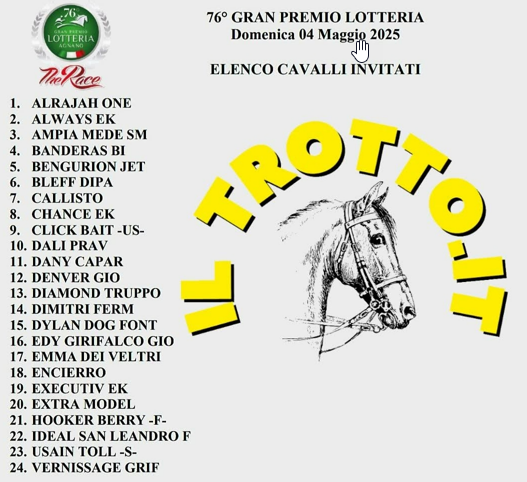 76°
GRAN PREMIO
LOTTERIA
AGNANO
The Race
76° GRAN PREMIO LOTTERIA
Domenica 04 Maggio 2025
ELENCO CAVALLI INVITATI
1. ALRAJAH ONE
2. ALWAYS EK
3. AMPIA MEDE SM
4. BANDERAS BI
5. BENGURION JET
6. BLEFF DIPA
7. CALLISTO
8. CHANCE EK
9. CLICK BAIT -US-
10. DALI PRAV
11. DANY CAPAR
12. DENVER GIO
13. DIAMOND TRUPPO
14. DIMITRI FERM
15. DYLAN DOG FONT
16. EDY GIRIFALCO GIO
17. EMMA DEI VELTRI
18. ENCIERRO
19. EXECUTIV EK
20. EXTRA MODEL
21. HOOKER BERRY -F-
22. IDEAL SAN LEANDRO F
23. USAIN TOLL -S-
24. VERNISSAGE GRIF
IL TROTTO.IT